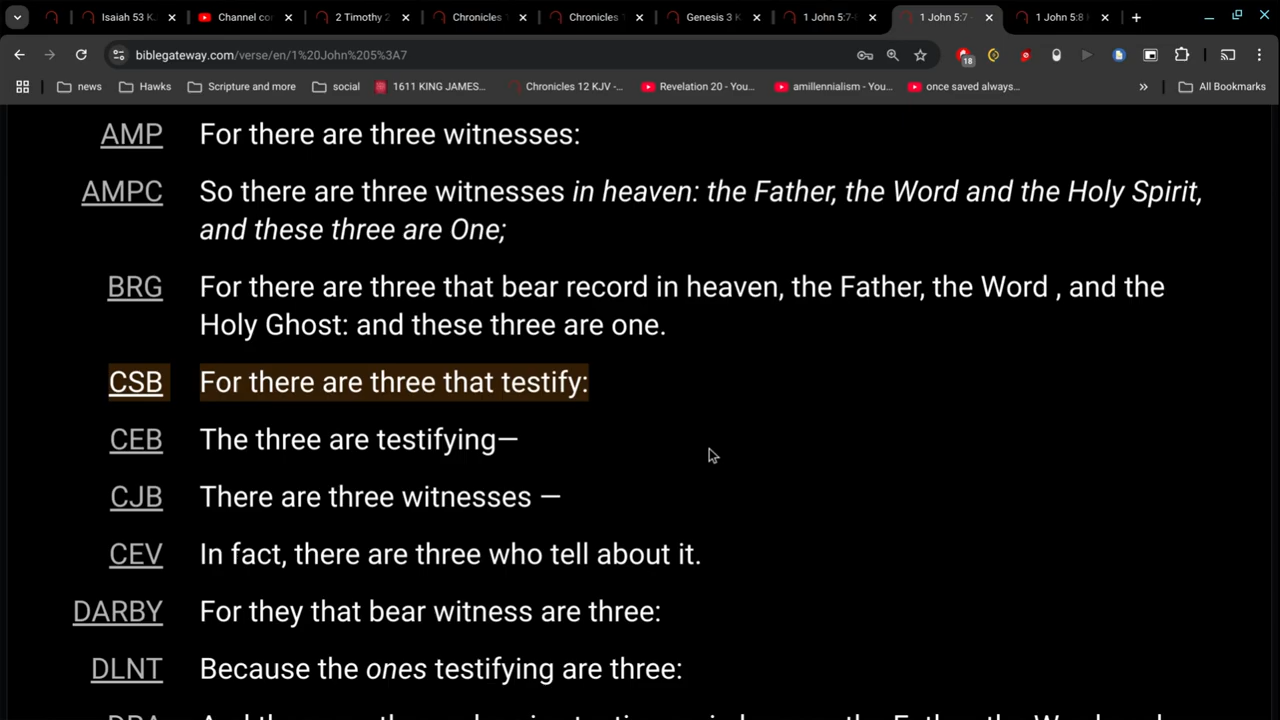 Isaiah 53 K
Channel co
2 Timothy 2
Chronicles
Chronicles
Genesis 3 K
1 John 5:7-
1 John 5:7
1 John 5:8
biblegateway.com/verse/en/1%20John%205%3A7
18
news
Hawks
Scripture and more
social
1611 KING JAMES...
Chronicles 12 KJV -...
Revelation 20 - You...
amillennialism - You...
once saved always...
»
All Bookmarks
AMP For there are three witnesses:
AMPC So there are three witnesses in heaven: the Father, the Word and the Holy Spirit,
and these three are One;
BRG For there are three that bear record in heaven, the Father, the Word , and the
Holy Ghost: and these three are one.
CSB For there are three that testify:
CEB The three are testifying—
CJB There are three witnesses —
CEV In fact, there are three who tell about it.
DARBY For they that bear witness are three:
DLNT Because the ones testifying are three: